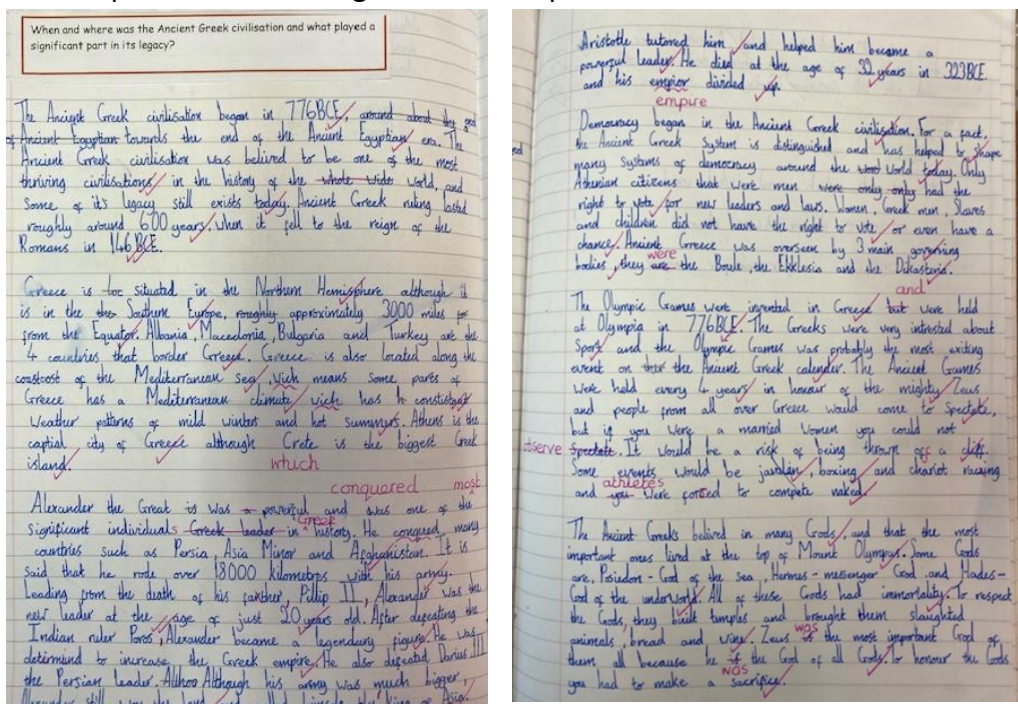 When and where was the Ancient Greek civilisation and what played a
significant part in its legacy?
The Ancient Greek civilisation began in 776BCE, around about the end
of Ancient Egyptian towards the end of the Ancient Egyptian era. The
Ancient Greek civilisation was belived to be one of the most
thriving civilisations in the history of the whole wide world, and
some of it's legacy still exists today. Ancient Greek ruling lasted
roughly around 600 years, when it fell to the reign of the
Romans in 146 BCE.
Greece is loc situated in the Northern Hemisphere although it
is in the Southern Europe, roughly approximately 3000 miles
from the Equator. Albania, Macedonia, Bulgaria and Turkey are the
4 countries that border Greece. Greece is also located along the
coastcost of the Mediterranean sea, wich means some parts of
Greece has a Mediterranean climate wich has constistant
weather patterns of mild winters and hot summers. Athens is the
captial city of Greece although Crete is the biggest Greek
island.
which
conquared most
Alexander the Great is was a powerful and was one of the
Greek
significant individuals Greek leader in history. He conqued many
countries such as Persia, Asia Minor and Afghanistan. It is
said that he rode over 18000 kilometres with his army.
Leading from the death of his farther, Pillip II, Alexander was the
new leader at the age of just 20 years old. After defeating the
Indian ruler Poros, Alexander became a legendary figure. He was
determind to increase the Greek empire. He also defeated Darius III
the Persian leader. Althoo Although his army was much bigger,
Alexander still
Aristotle tutored him and helped him become a
powerful leader. He died at the age of 32 years in 323BCE
and his empior divided up.
empire
Democracy began in the Ancient Greek civilisation. For a fact,
the Ancient Greek system is distinguished and has helped to shape
many systems of democracy around the world today. Only
Athenian citizens that were men were only only had the
right to vote for new leaders and laws. Women, Greek men, Slaves
and children did not have the right to vote or even have a
chance. Ancient Greece was overseen by 3 main governing
were
bodies, they are the Boule, the Ekklesia and the Dikasteria.
and
The Olympic Games were invented in Greece but were held
at Olympia in 776BCE. The Greeks were very intrested about
Sport and the Olympic Games was probably the most exiting
event on the Ancient Greek calender. The Ancient Games
were held every 4 years in honour of the mighty Zeus
and people from all over Greece would come to Spectate,
but if you were a married women you could not
observe Spectate. It would be a risk of being thrown off a cliff.
Some events would be javalen, boxing and chariot racing
athletes
and you were forced to compete naked.
The Ancient Greeks belived in many Gods, and that the most
important ones lived at the top of Mount Olympus. Some Gods
are, Posiedon - God of the sea, Hermes - messenger God and Hades -
God of the underworld. All of these Gods had immortality. To respect
the Gods, they built temples and brought them slaughted
was
animals, bread and wine. Zeus is the most important God of
them all because he is the God of all Gods. To honour the Gods
was
you had to make a sacrifice.